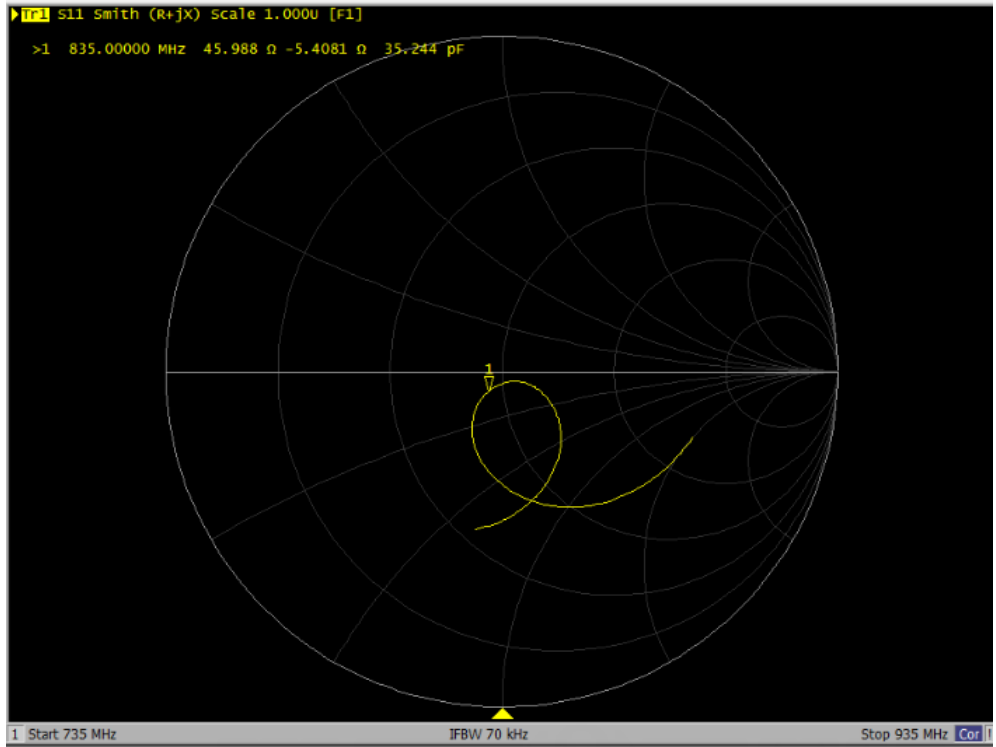 Tr1 S11 Smith (R+jX) Scale 1.000U [F1]
>1 835.00000 MHz 45.988 Ω -5.4081 Ω 35.244 pF
1
1 Start 735 MHz IFBW 70 kHz Stop 935 MHz Cor !